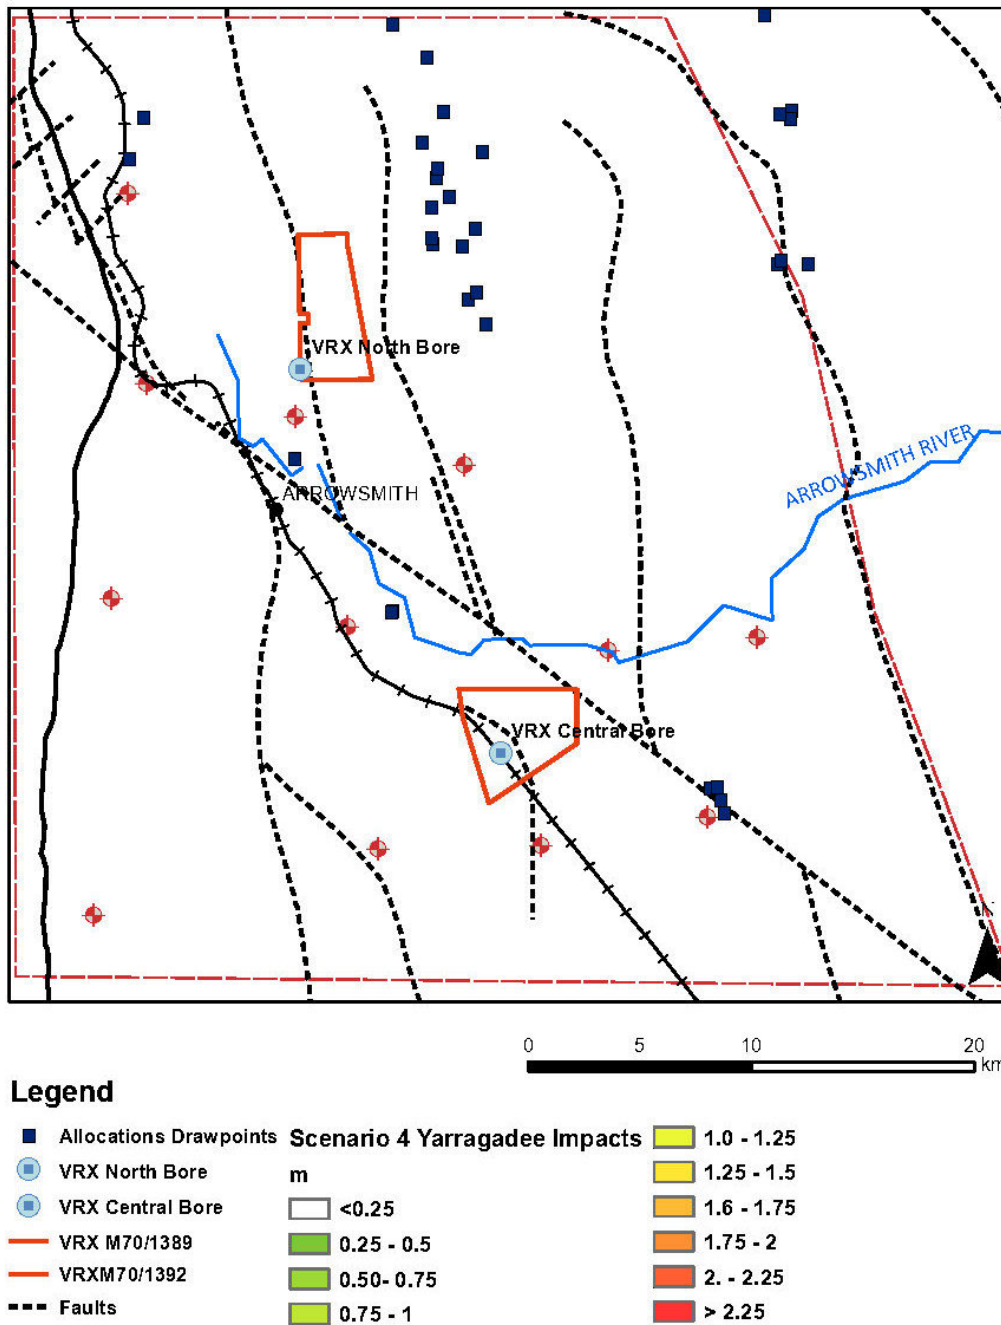 VRX North Bore
ARROWSMITH
ARROWSMITH RIVER
VRX Central Bore
0 5 10 20
km
Legend
Allocations Drawpoints
VRX North Bore
VRX Central Bore
VRX M70/1389
VRXM70/1392
Faults
Scenario 4 Yarragadee Impacts
m
<0.25
0.25 - 0.5
0.50- 0.75
0.75 - 1
1.0 - 1.25
1.25 - 1.5
1.6 - 1.75
1.75 - 2
2. - 2.25
> 2.25